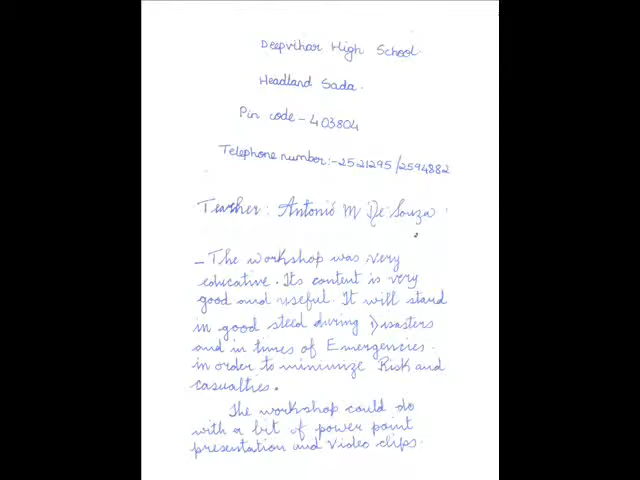 Deepvihar High School.
Headland Sada.
Pin code - 403804
Telephone number:-2521295/2594882
Teacher: Antonió M De Souza.
- The workshop was very
educative. Its content is very
good and useful. It will stand
in good steed during Disasters
and in times of Emergencies.
in order to minimize Risk and
casualties.
The workshop could do
with a bit of power point
presentation and video clips.